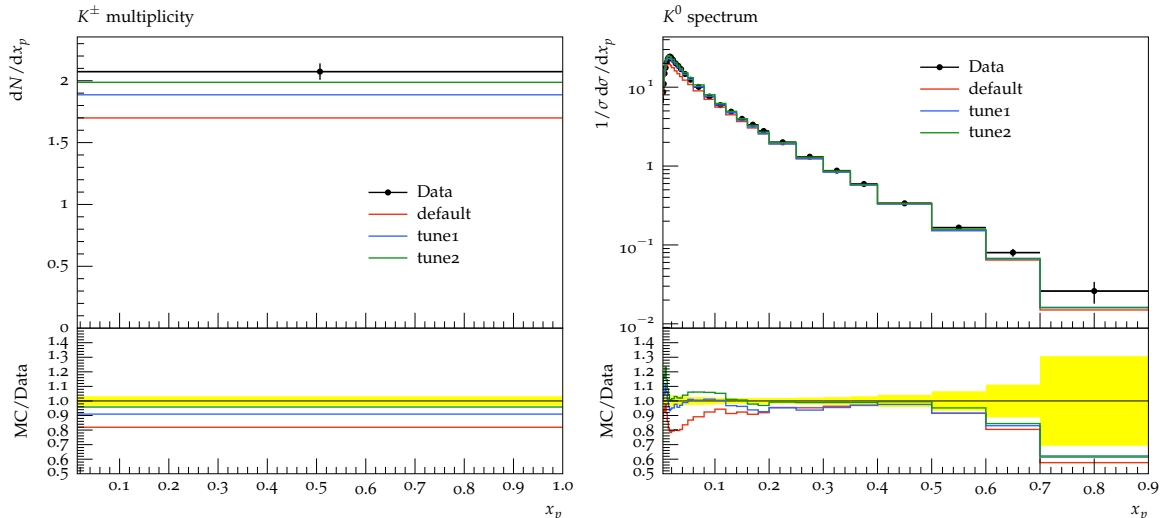 K± multiplicity
dN/dx_p
2
1.5
1
0.5
0
Data
default
tune1
tune2
MC/Data
1.4
1.3
1.2
1.1
1.0
0.9
0.8
0.7
0.6
0.5
0.1 0.2 0.3 0.4 0.5 0.6 0.7 0.8 0.9 1.0
x_p
K⁰ spectrum
1/σ dσ/dx_p
10¹
1
10⁻¹
10⁻²
Data
default
tune1
tune2
MC/Data
1.4
1.3
1.2
1.1
1.0
0.9
0.8
0.7
0.6
0.5
0.1 0.2 0.3 0.4 0.5 0.6 0.7 0.8 0.9
x_p